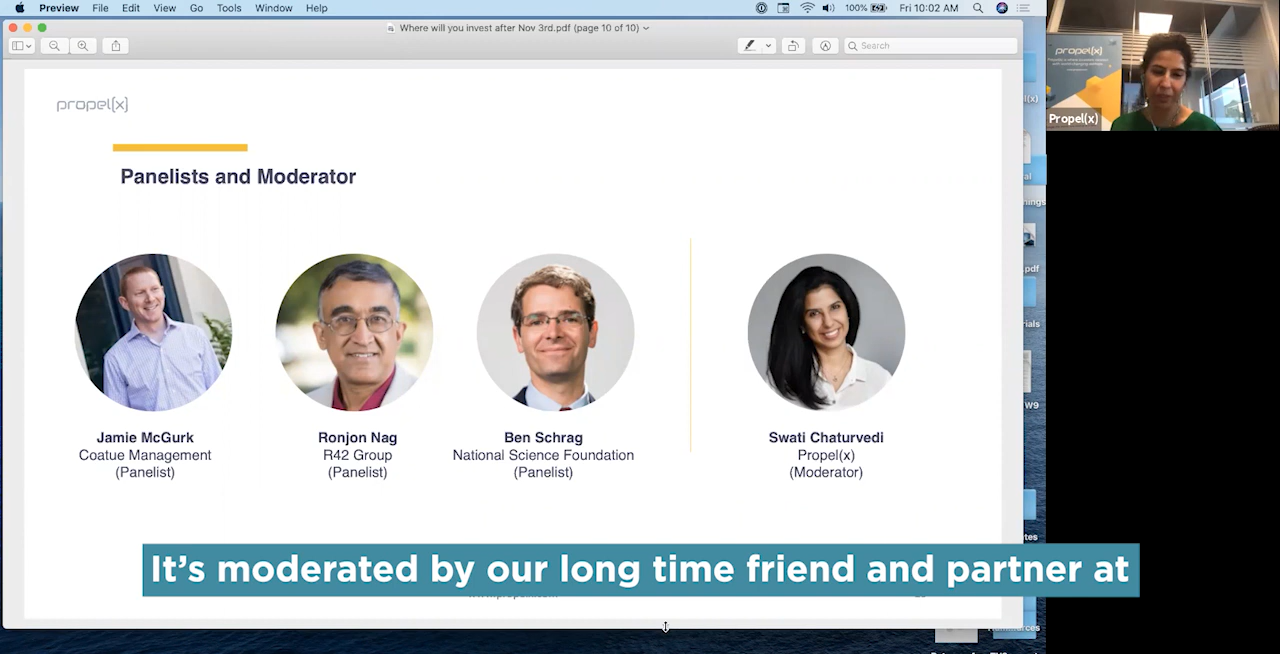 Preview File Edit View Go Tools Window Help 100% Fri 10:02 AM
Where will you invest after Nov 3rd.pdf (page 10 of 10)
Search
propel(x)
Panelists and Moderator
Jamie McGurk
Coatue Management
(Panelist)
Ronjon Nag
R42 Group
(Panelist)
Ben Schrag
National Science Foundation
(Panelist)
Swati Chaturvedi
Propel(x)
(Moderator)
It's moderated by our long time friend and partner at
propel(x)
Propel(x)
.pdf
W9